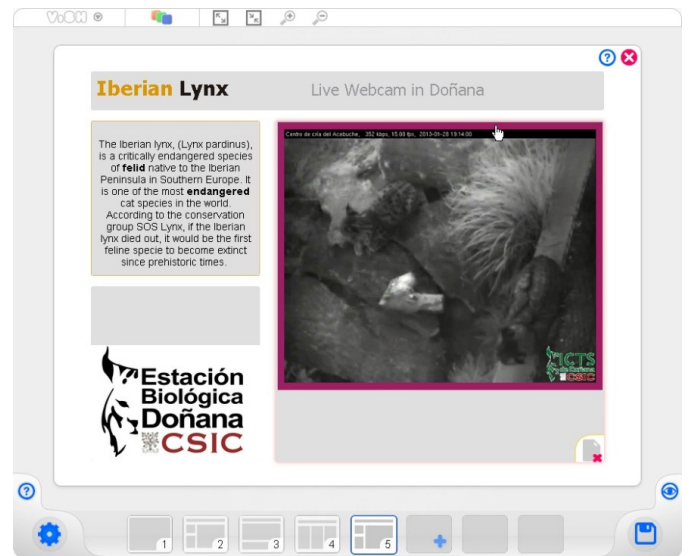 ViSH
Iberian Lynx
Live Webcam in Doñana
The Iberian lynx, (Lynx pardinus),
is a critically endangered species
of felid native to the Iberian
Peninsula in Southern Europe. It
is one of the most endangered
cat species in the world.
According to the conservation
group SOS Lynx, if the Iberian
lynx died out, it would be the first
feline specie to become extinct
since prehistoric times.
Centro de cría del Acebuche, 352 kbps, 15.00 fps, 2013-01-28 19:14:00
ICTS
de Doñana
CSIC
Estación
Biológica
Doñana
CSIC
1
2
3
4
5